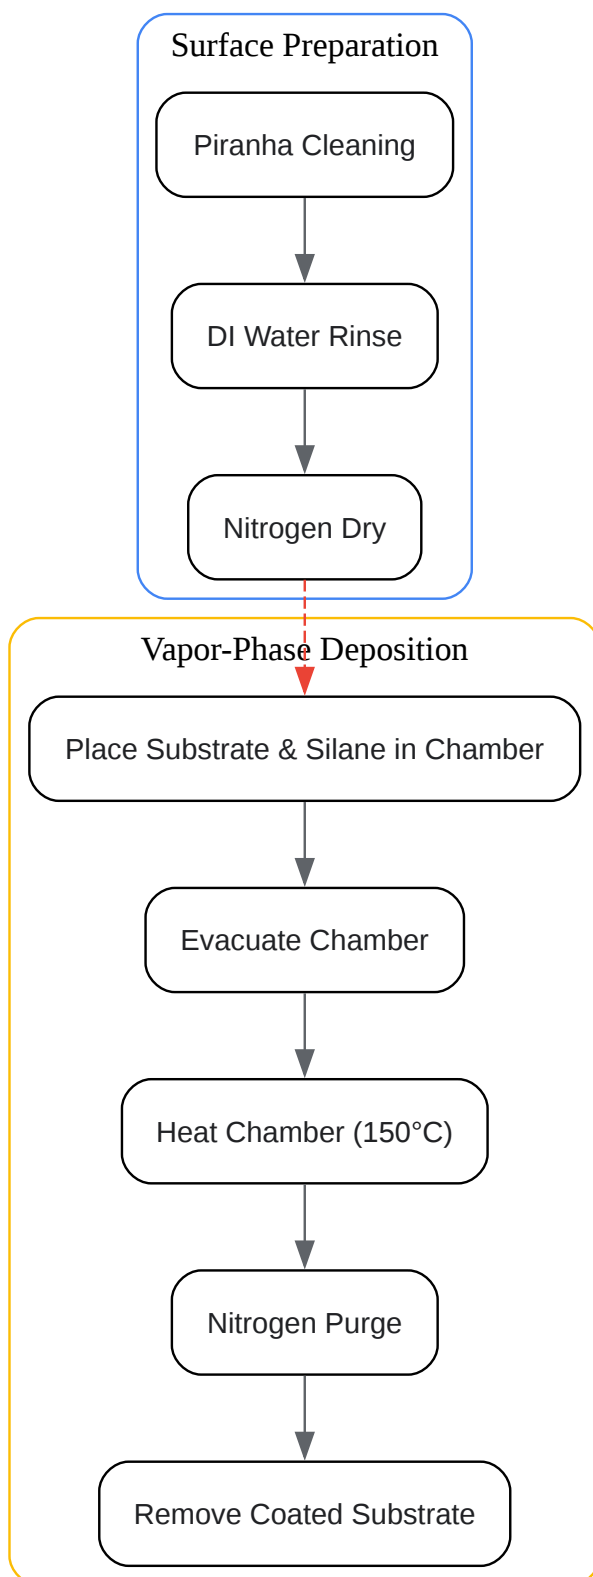 Surface Preparation
Piranha Cleaning
DI Water Rinse
Nitrogen Dry
Vapor-Phase Deposition
Place Substrate & Silane in Chamber
Evacuate Chamber
Heat Chamber (150°C)
Nitrogen Purge
Remove Coated Substrate